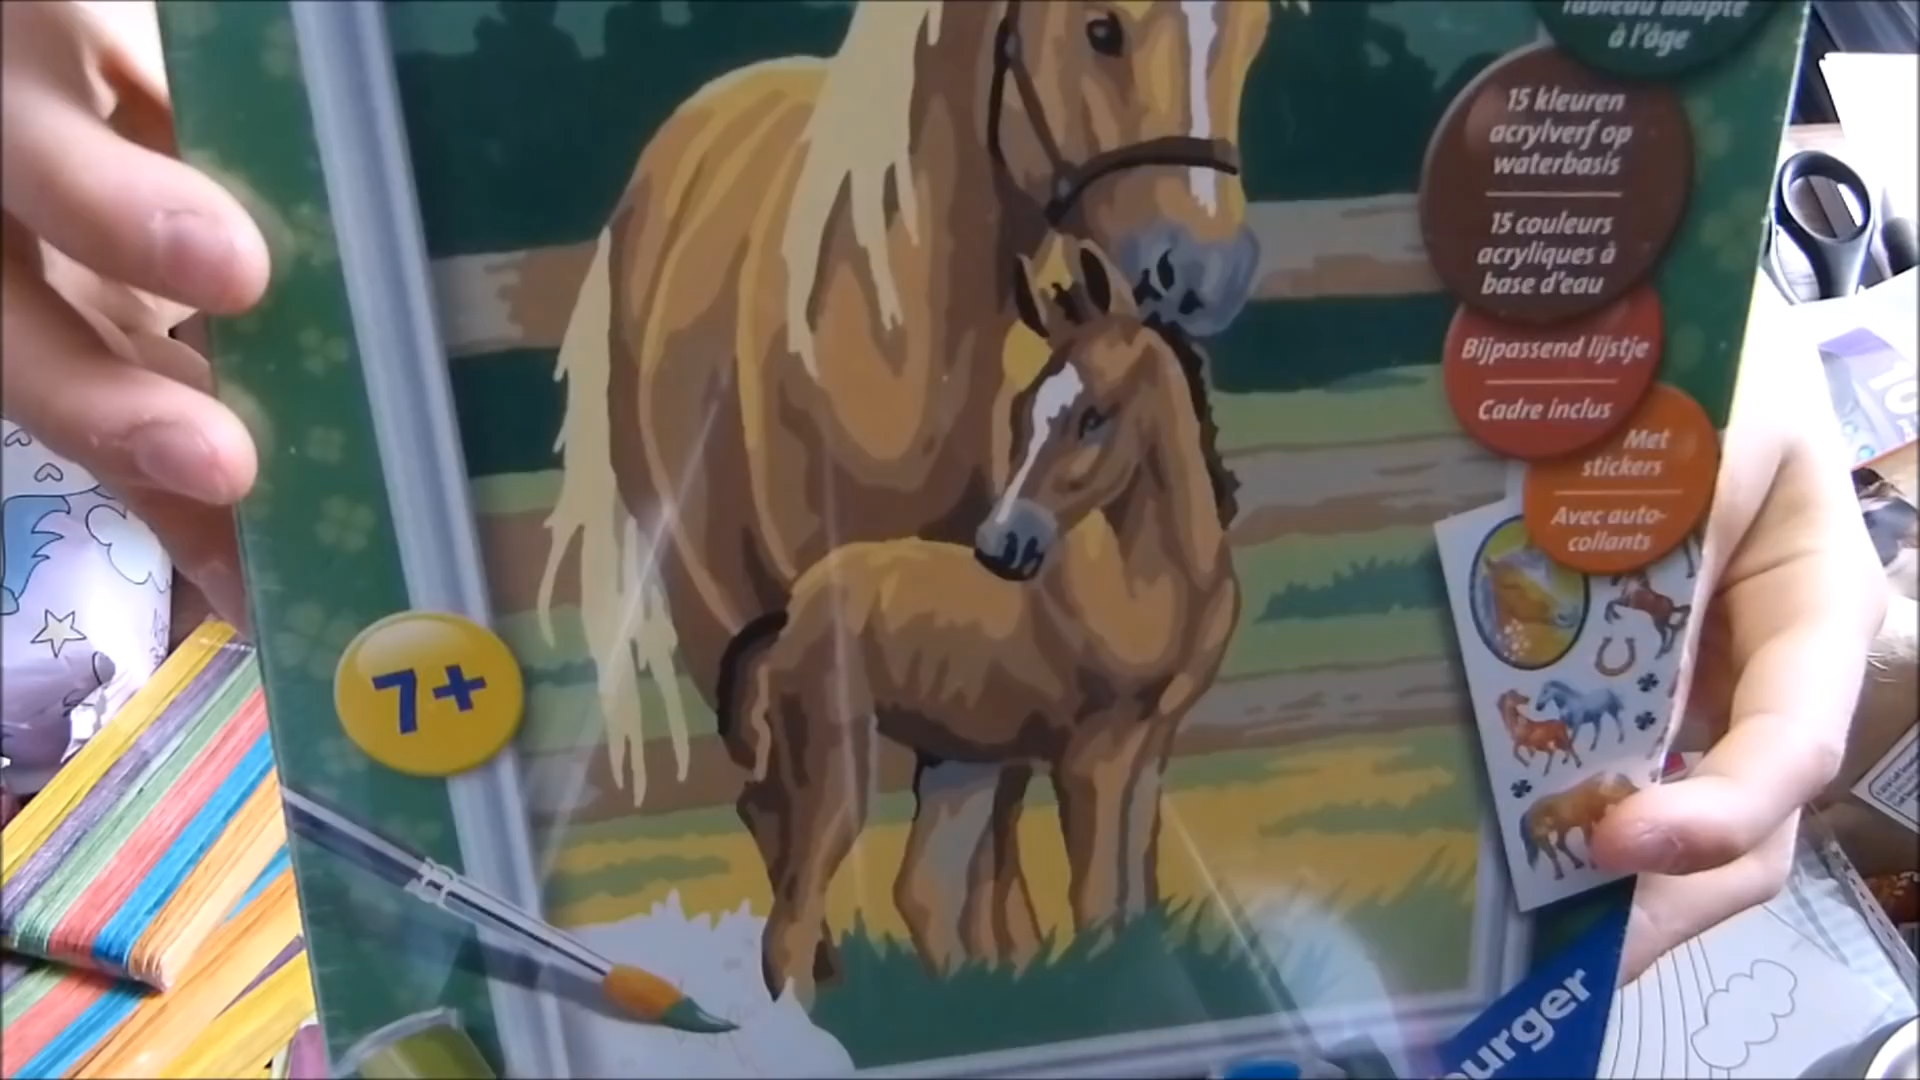 Tableau adapté
à l'âge
15 kleuren
acrylverf op
waterbasis
15 couleurs
acryliques à
base d'eau
Bijpassend lijstje
Cadre inclus
Met
stickers
Avec auto-
collants
7+
burger